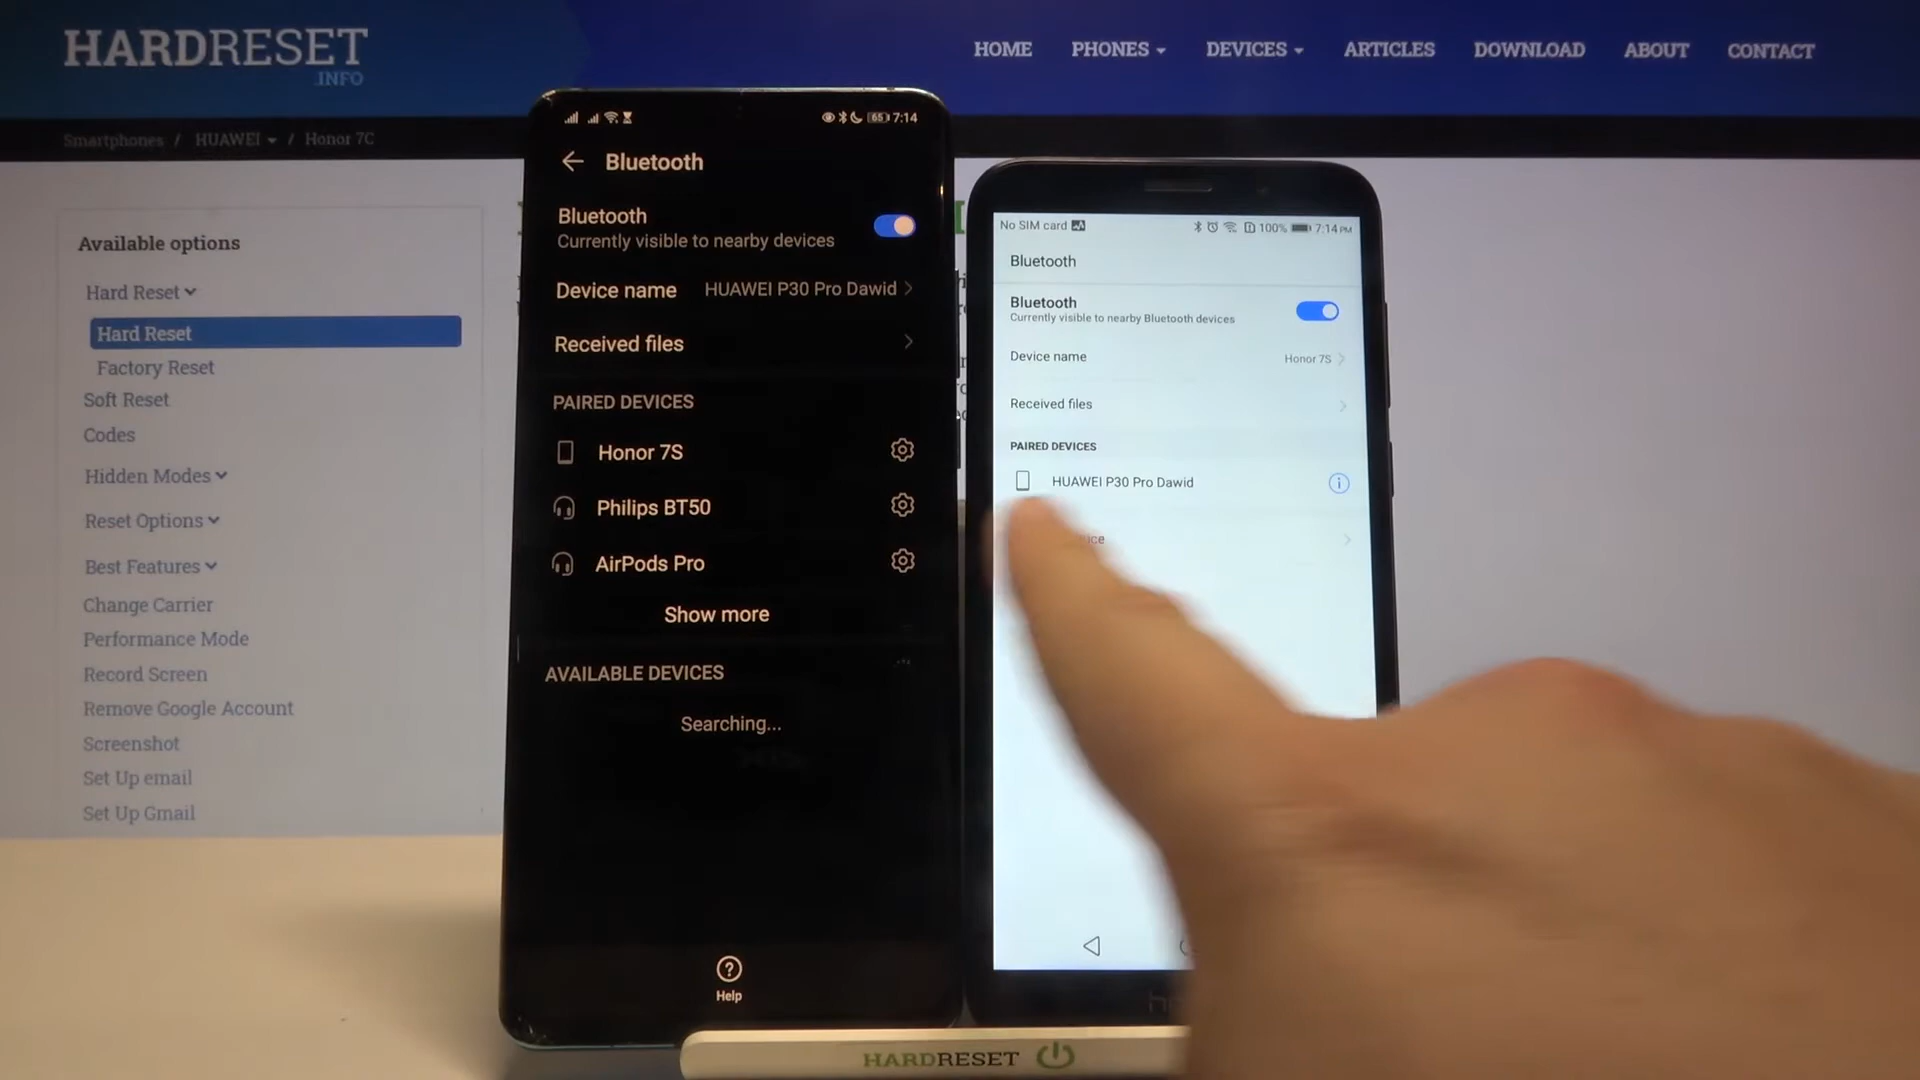 HARDRESET
.INFO
HOME PHONES DEVICES ARTICLES DOWNLOAD ABOUT CONTACT
Smartphones / HUAWEI / Honor 7C
Available options
Hard Reset
Hard Reset
Factory Reset
Soft Reset
Codes
Hidden Modes
Reset Options
Best Features
Change Carrier
Performance Mode
Record Screen
Remove Google Account
Screenshot
Set Up email
Set Up Gmail
65 7:14
Bluetooth
Bluetooth
Currently visible to nearby devices
Device name HUAWEI P30 Pro Dawid
Received files
PAIRED DEVICES
Honor 7S
Philips BT50
AirPods Pro
Show more
AVAILABLE DEVICES
Searching...
Help
No SIM card 100% 7:14 PM
Bluetooth
Bluetooth
Currently visible to nearby Bluetooth devices
Device name Honor 7S
Received files
PAIRED DEVICES
HUAWEI P30 Pro Dawid
HARDRESET